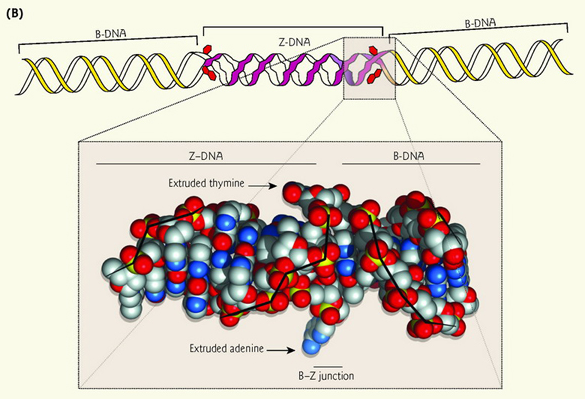 (B)
B-DNA
Z-DNA
B-DNA
Z-DNA
B-DNA
Extruded thymine
Extruded adenine
B-Z junction